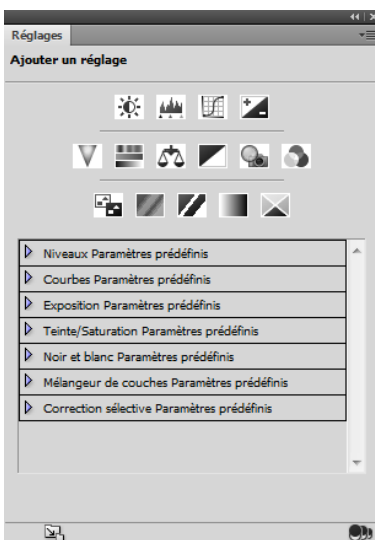 Réglages
Ajouter un réglage
Niveaux Paramètres prédéfinis
Courbes Paramètres prédéfinis
Exposition Paramètres prédéfinis
Teinte/Saturation Paramètres prédéfinis
Noir et blanc Paramètres prédéfinis
Mélangeur de couches Paramètres prédéfinis
Correction sélective Paramètres prédéfinis